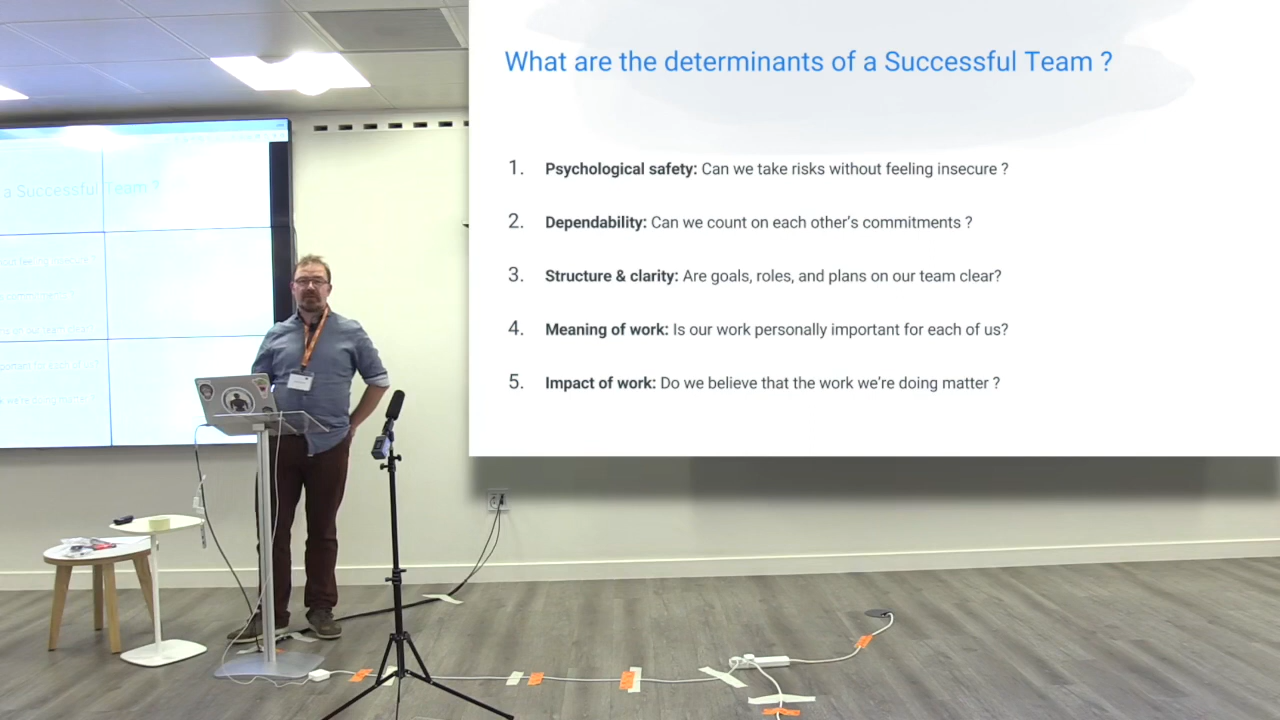 What are the determinants of a Successful Team ?
1. Psychological safety: Can we take risks without feeling insecure ?
2. Dependability: Can we count on each other’s commitments ?
3. Structure & clarity: Are goals, roles, and plans on our team clear?
4. Meaning of work: Is our work personally important for each of us?
5. Impact of work: Do we believe that the work we’re doing matter ?
a Successful Team ?